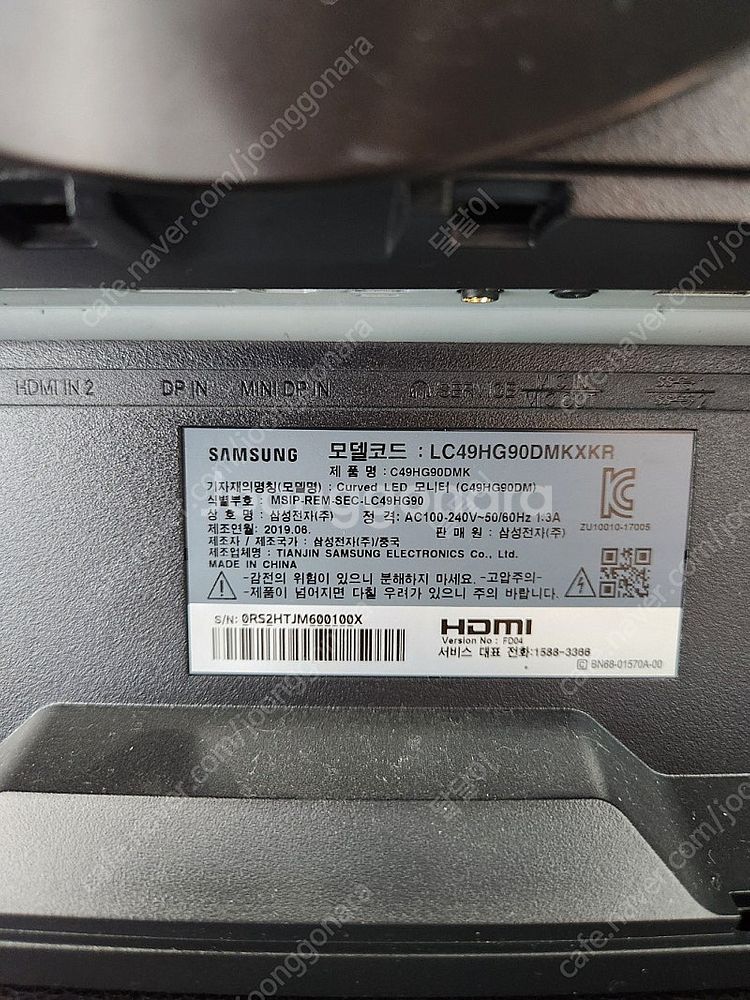 HDMI IN 2 DP IN MINI DP IN SERVICE
SAMSUNG 모델코드 : LC49HG90DMKXKR
제 품 명 : C49HG90DMK
기자재의명칭(모델명) : Curved LED 모니터 (C49HG90DM)
식별부호 : MSIP-REM-SEC-LC49HG90
상 호 명 : 삼성전자(주) 정 격: AC100-240V~50/60Hz 1.3A
ZU10010-17005
제조연월: 2019.06. 판 매 원 : 삼성전자(주)
제조자 / 제조국가 : 삼성전자(주)/중국
제조업체명 : TIANJIN SAMSUNG ELECTRONICS Co., Ltd.
MADE IN CHINA
-감전의 위험이 있으니 분해하지 마세요. -고압주의-
-제품이 넘어지면 다칠 우려가 있으니 주의 바랍니다.
S/N: 0RS2HTJM600100X
HDMI
Version No : FD04
서비스 대표 전화:1588-3366
ⓒ BN68-01570A-00
joonggonara
cafe.naver.com/joonggonara
달탈이